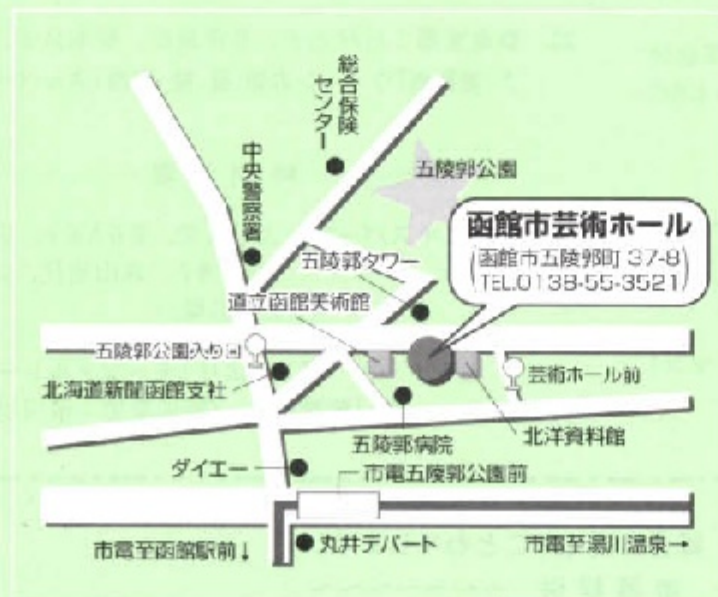 総合保険
センター
中央警察署
五稜郭公園
函館市芸術ホール
(函館市五稜郭町 37-8)
TEL.0138-55-3521
五稜郭タワー
道立函館美術館
五稜郭公園入り口
北海道新聞函館支社
芸術ホール前
五稜郭病院
北洋資料館
ダイエー
市電五稜郭公園前
市電至函館駅前↓
丸井デパート
市電至湯川温泉→